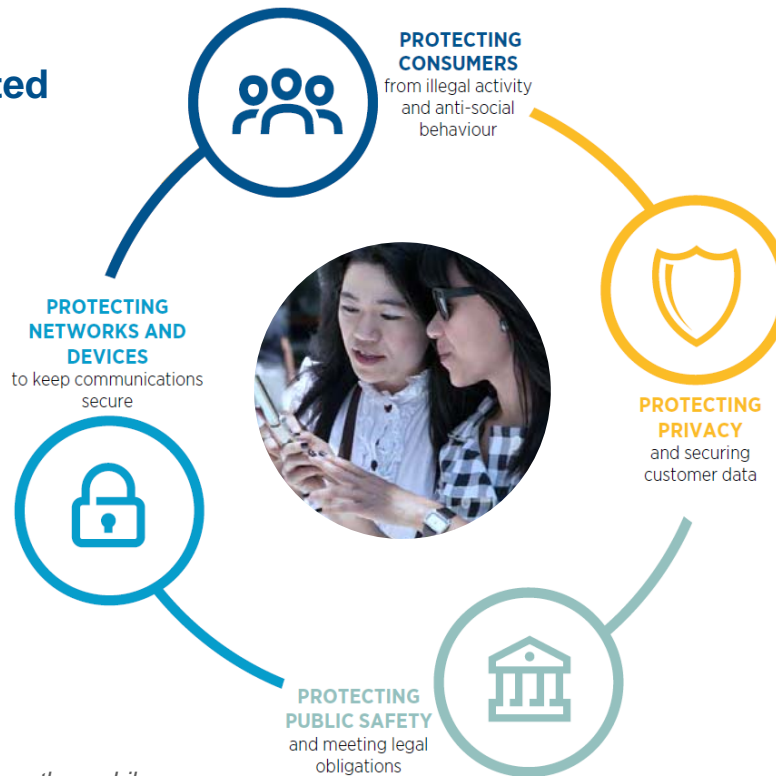 PROTECTING
CONSUMERS
from illegal activity
and anti-social
behaviour
PROTECTING
NETWORKS AND
DEVICES
to keep communications
secure
PROTECTING
PRIVACY
and securing
customer data
PROTECTING
PUBLIC SAFETY
and meeting legal
obligations